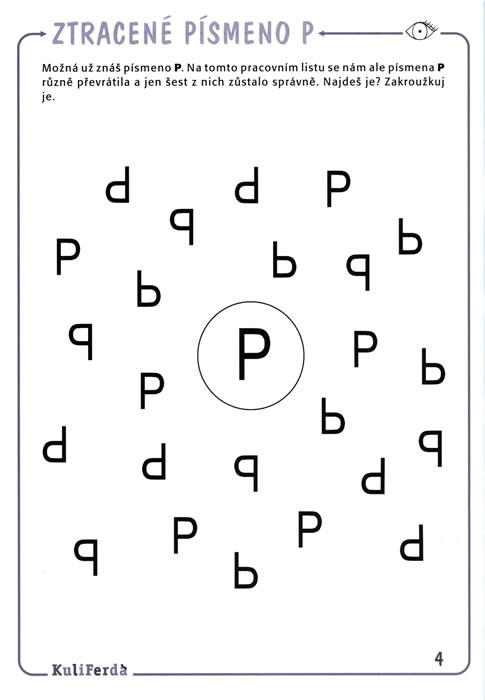 ZTRACENÉ PÍSMENO P
Možná už znáš písmeno P. Na tomto pracovním listu se nám ale písmena P
různě převrátila a jen šest z nich zůstalo správně. Najdeš je? Zakroužkuj
je.
d d P
q b
P b q
b
q P P b
P b
d q
d q d
P P d
q b
KuliFerda 4